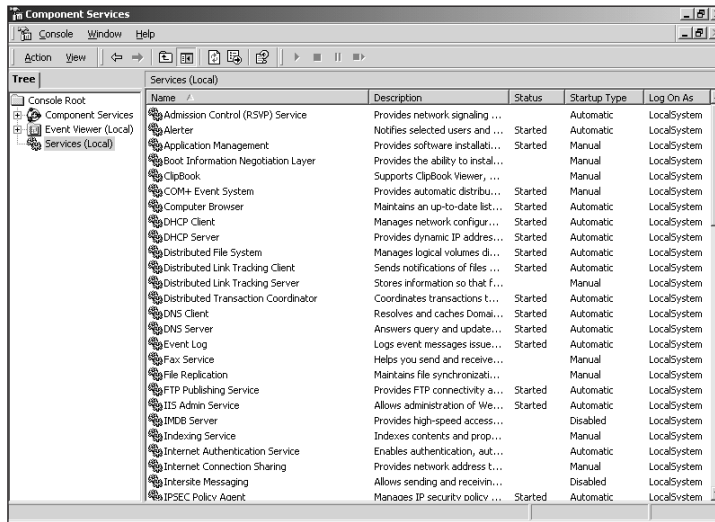 Component Services
Console Window Help
Action View
Tree
Services (Local)
Console Root
Component Services
Event Viewer (Local)
Services (Local)
Name Description Status Startup Type Log On As
Admission Control (RSVP) Service Provides network signaling ... Automatic LocalSystem
Alerter Notifies selected users and ... Started Automatic LocalSystem
Application Management Provides software installati... Started Manual LocalSystem
Boot Information Negotiation Layer Provides the ability to instal... Manual LocalSystem
ClipBook Supports ClipBook Viewer, ... Manual LocalSystem
COM+ Event System Provides automatic distribu... Started Manual LocalSystem
Computer Browser Maintains an up-to-date list... Started Automatic LocalSystem
DHCP Client Manages network configur... Started Automatic LocalSystem
DHCP Server Provides dynamic IP addres... Started Automatic LocalSystem
Distributed File System Manages logical volumes di... Started Automatic LocalSystem
Distributed Link Tracking Client Sends notifications of files ... Started Automatic LocalSystem
Distributed Link Tracking Server Stores information so that f... Manual LocalSystem
Distributed Transaction Coordinator Coordinates transactions t... Started Automatic LocalSystem
DNS Client Resolves and caches Domai... Started Automatic LocalSystem
DNS Server Answers query and update... Started Automatic LocalSystem
Event Log Logs event messages issue... Started Automatic LocalSystem
Fax Service Helps you send and receive... Manual LocalSystem
File Replication Maintains file synchronizati... Manual LocalSystem
FTP Publishing Service Provides FTP connectivity a... Started Automatic LocalSystem
IIS Admin Service Allows administration of We... Started Automatic LocalSystem
IMDB Server Provides high-speed access... Disabled LocalSystem
Indexing Service Indexes contents and prop... Manual LocalSystem
Internet Authentication Service Enables authentication, aut... Automatic LocalSystem
Internet Connection Sharing Provides network address t... Manual LocalSystem
Intersite Messaging Allows sending and receivin... Disabled LocalSystem
IPSEC Policy Agent Manages IP security policy ... Started Automatic LocalSystem